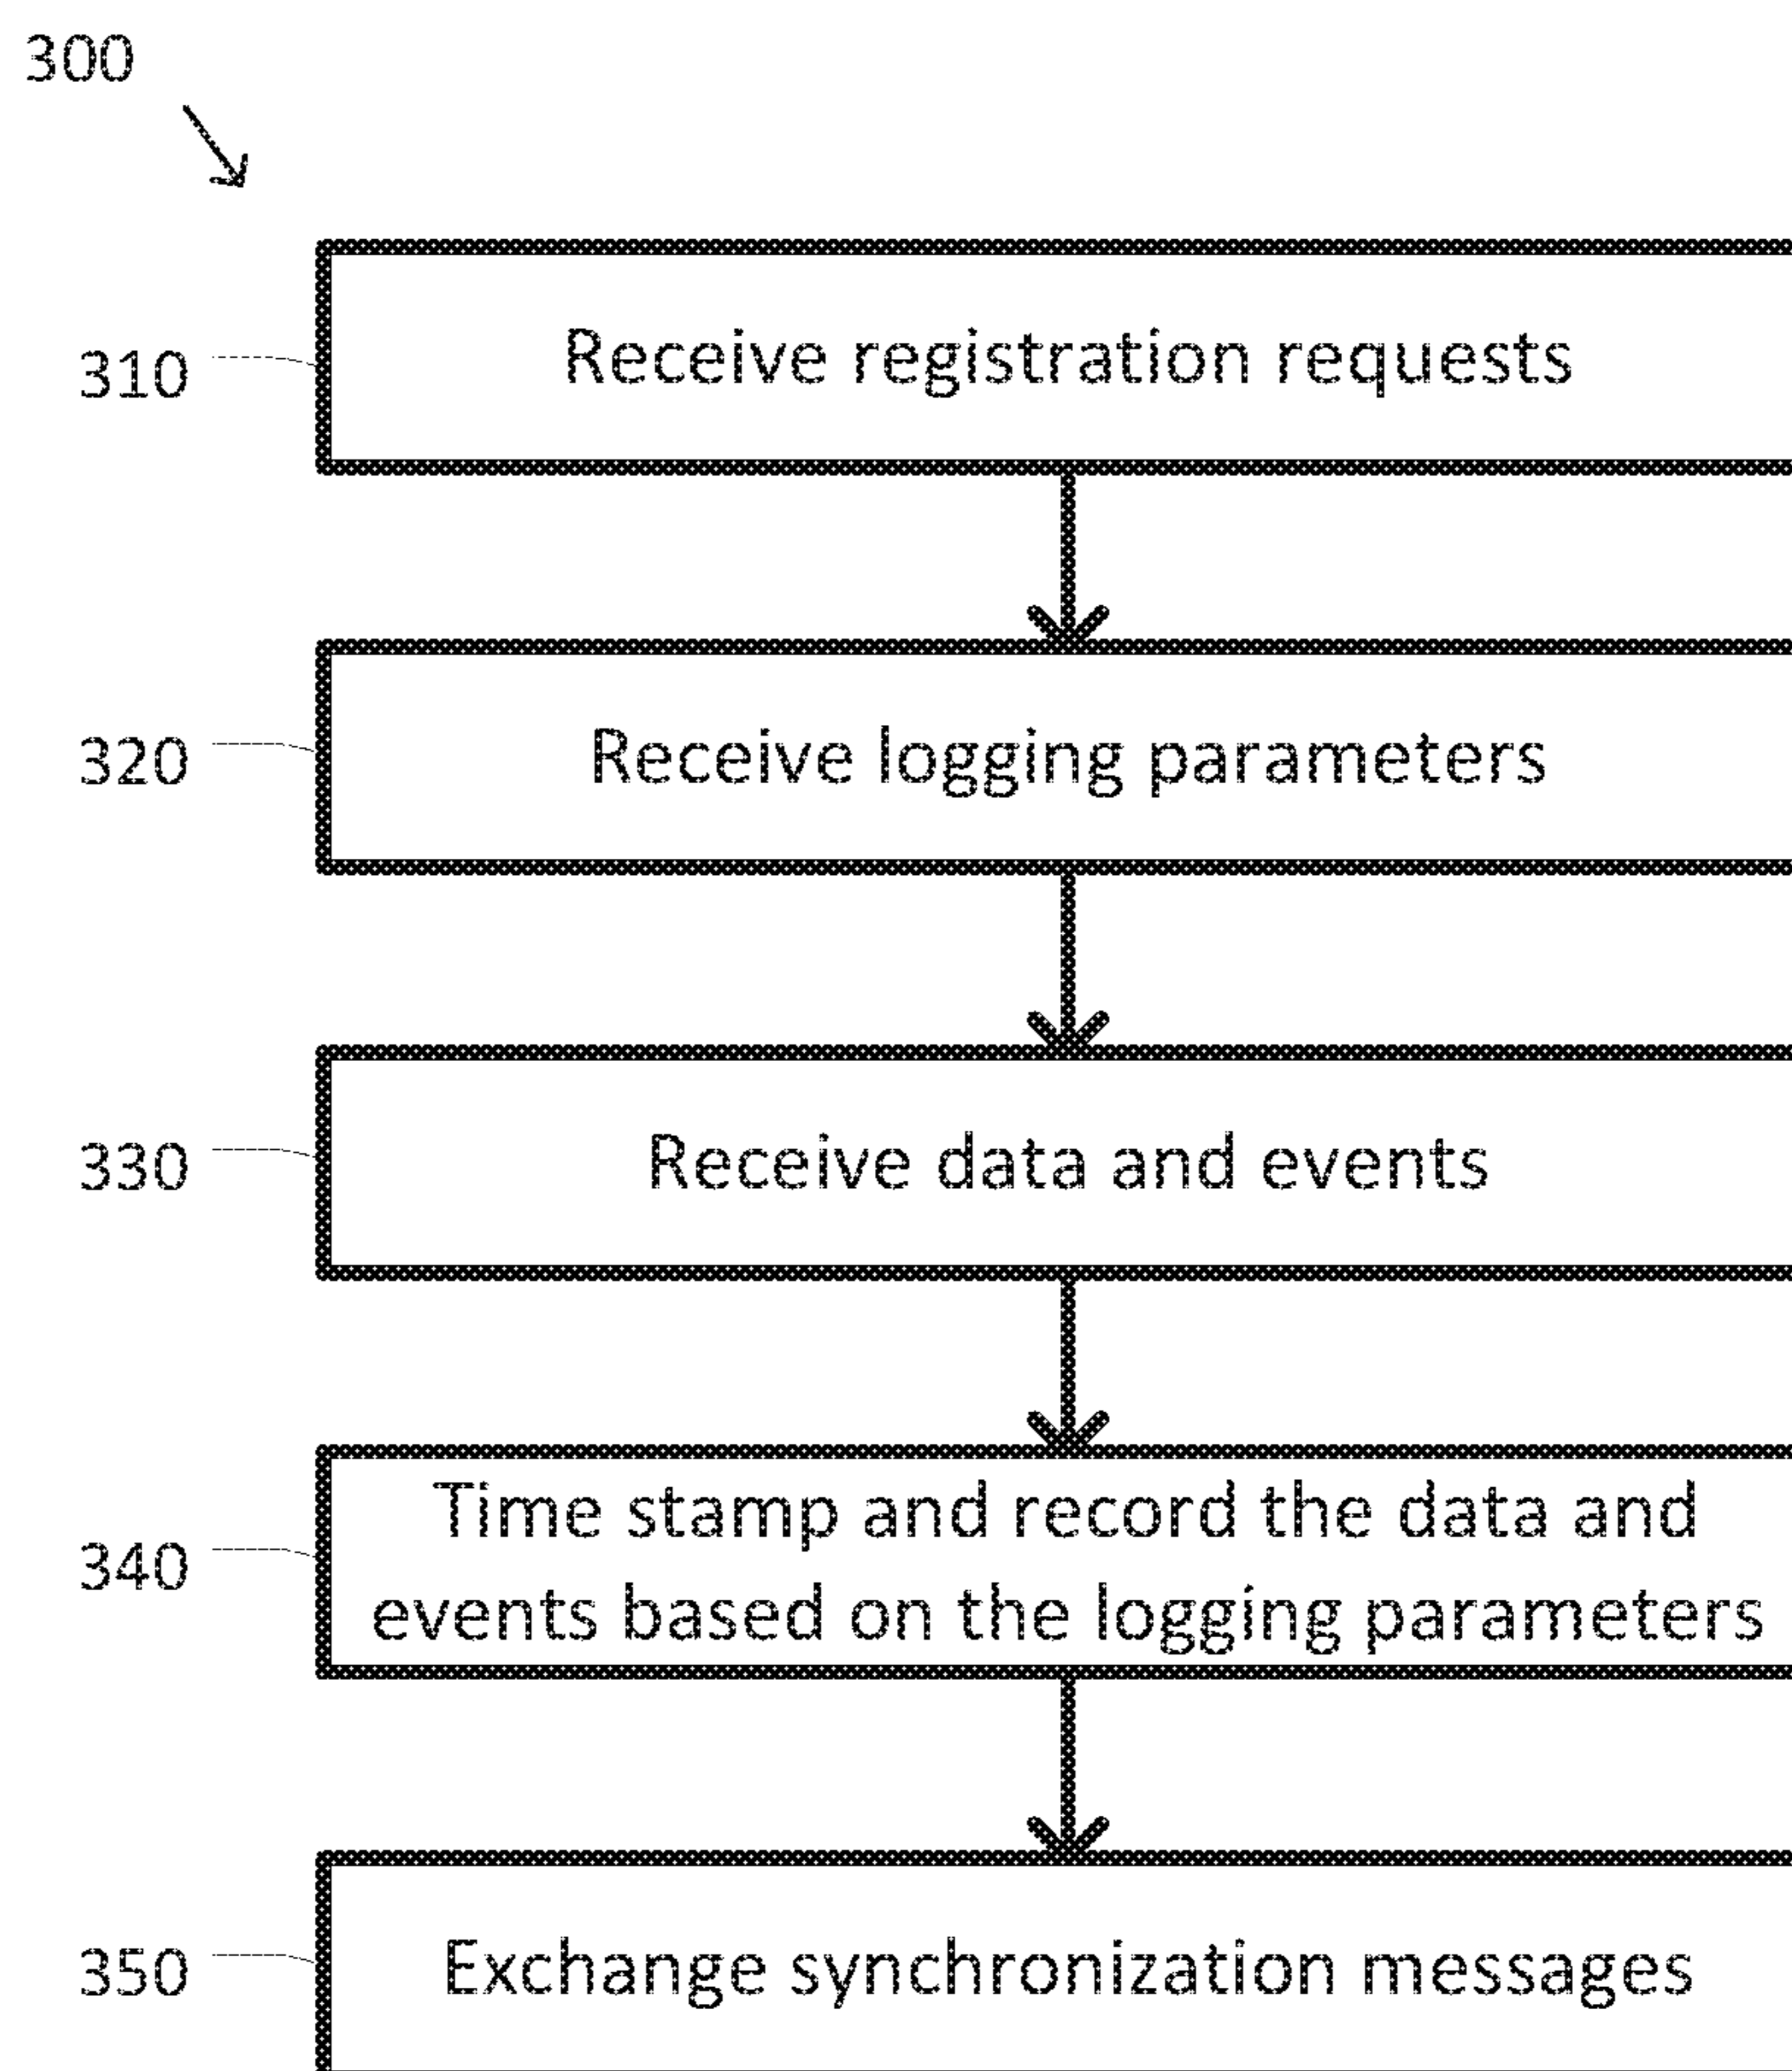 300
310
Receive registration requests
320
Receive logging parameters
330
Receive data and events
340
Time stamp and record the data and
events based on the logging parameters
350
Exchange synchronization messages